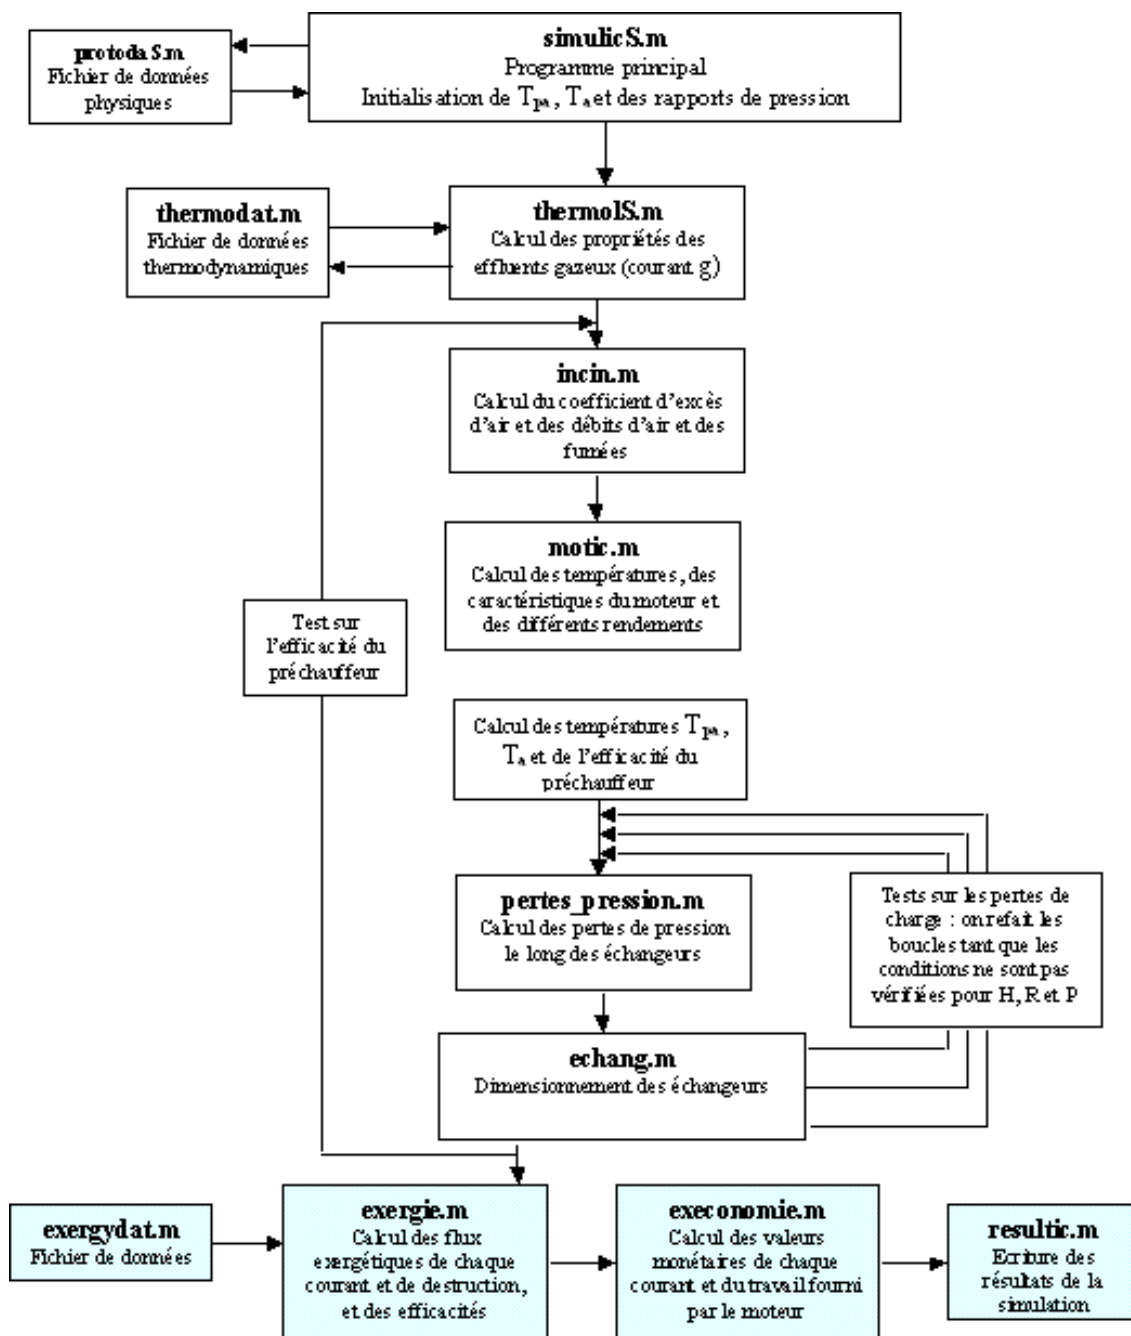 simulicS.m
Programme principal
Initialisation de Tpa, Ta et des rapports de pression
protodaS.m
Fichier de données
physiques
thermodat.m
Fichier de données
thermodynamiques
thermolS.m
Calcul des propriétés des
effluents gazeux (courant g)
incin.m
Calcul du coefficient d'excès
d'air et des débits d'air et des
fumées
motic.m
Calcul des températures, des
caractéristiques du moteur et
des différents rendements
Test sur
l'efficacité du
préchauffeur
Calcul des températures Tpa,
Ta et de l'efficacité du
préchauffeur
pertes_pression.m
Calcul des pertes de pression
le long des échangeurs
Tests sur les pertes de
charge : on refait les
boucles tant que les
conditions ne sont pas
vérifiées pour H, R et P
echang.m
Dimensionnement des échangeurs
exergydat.m
Fichier de données
exergie.m
Calcul des flux
exergétiques de chaque
courant et de destruction,
et des efficacités
execonomie.m
Calcul des valeurs
monétaires de chaque
courant et du travail fourni
par le moteur
resultic.m
Ecriture des
résultats de la
simulation